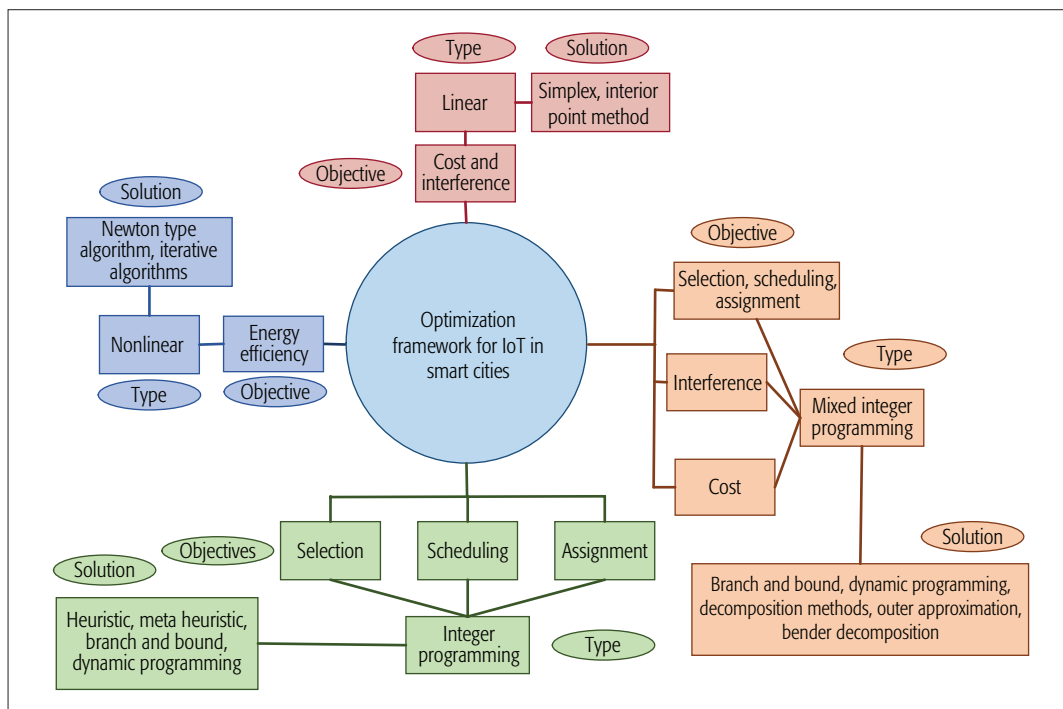 Type
Solution
Linear
Simplex, interior
point method
Objective
Cost and
interference
Solution
Newton type
algorithm, iterative
algorithms
Nonlinear
Energy
efficiency
Type
Objective
Optimization
framework for IoT in
smart cities
Objective
Selection, scheduling,
assignment
Type
Interference
Mixed integer
programming
Cost
Solution
Branch and bound, dynamic programming,
decomposition methods, outer approximation,
bender decomposition
Objectives
Selection
Scheduling
Assignment
Solution
Heuristic, meta heuristic,
branch and bound,
dynamic programming
Integer
programming
Type